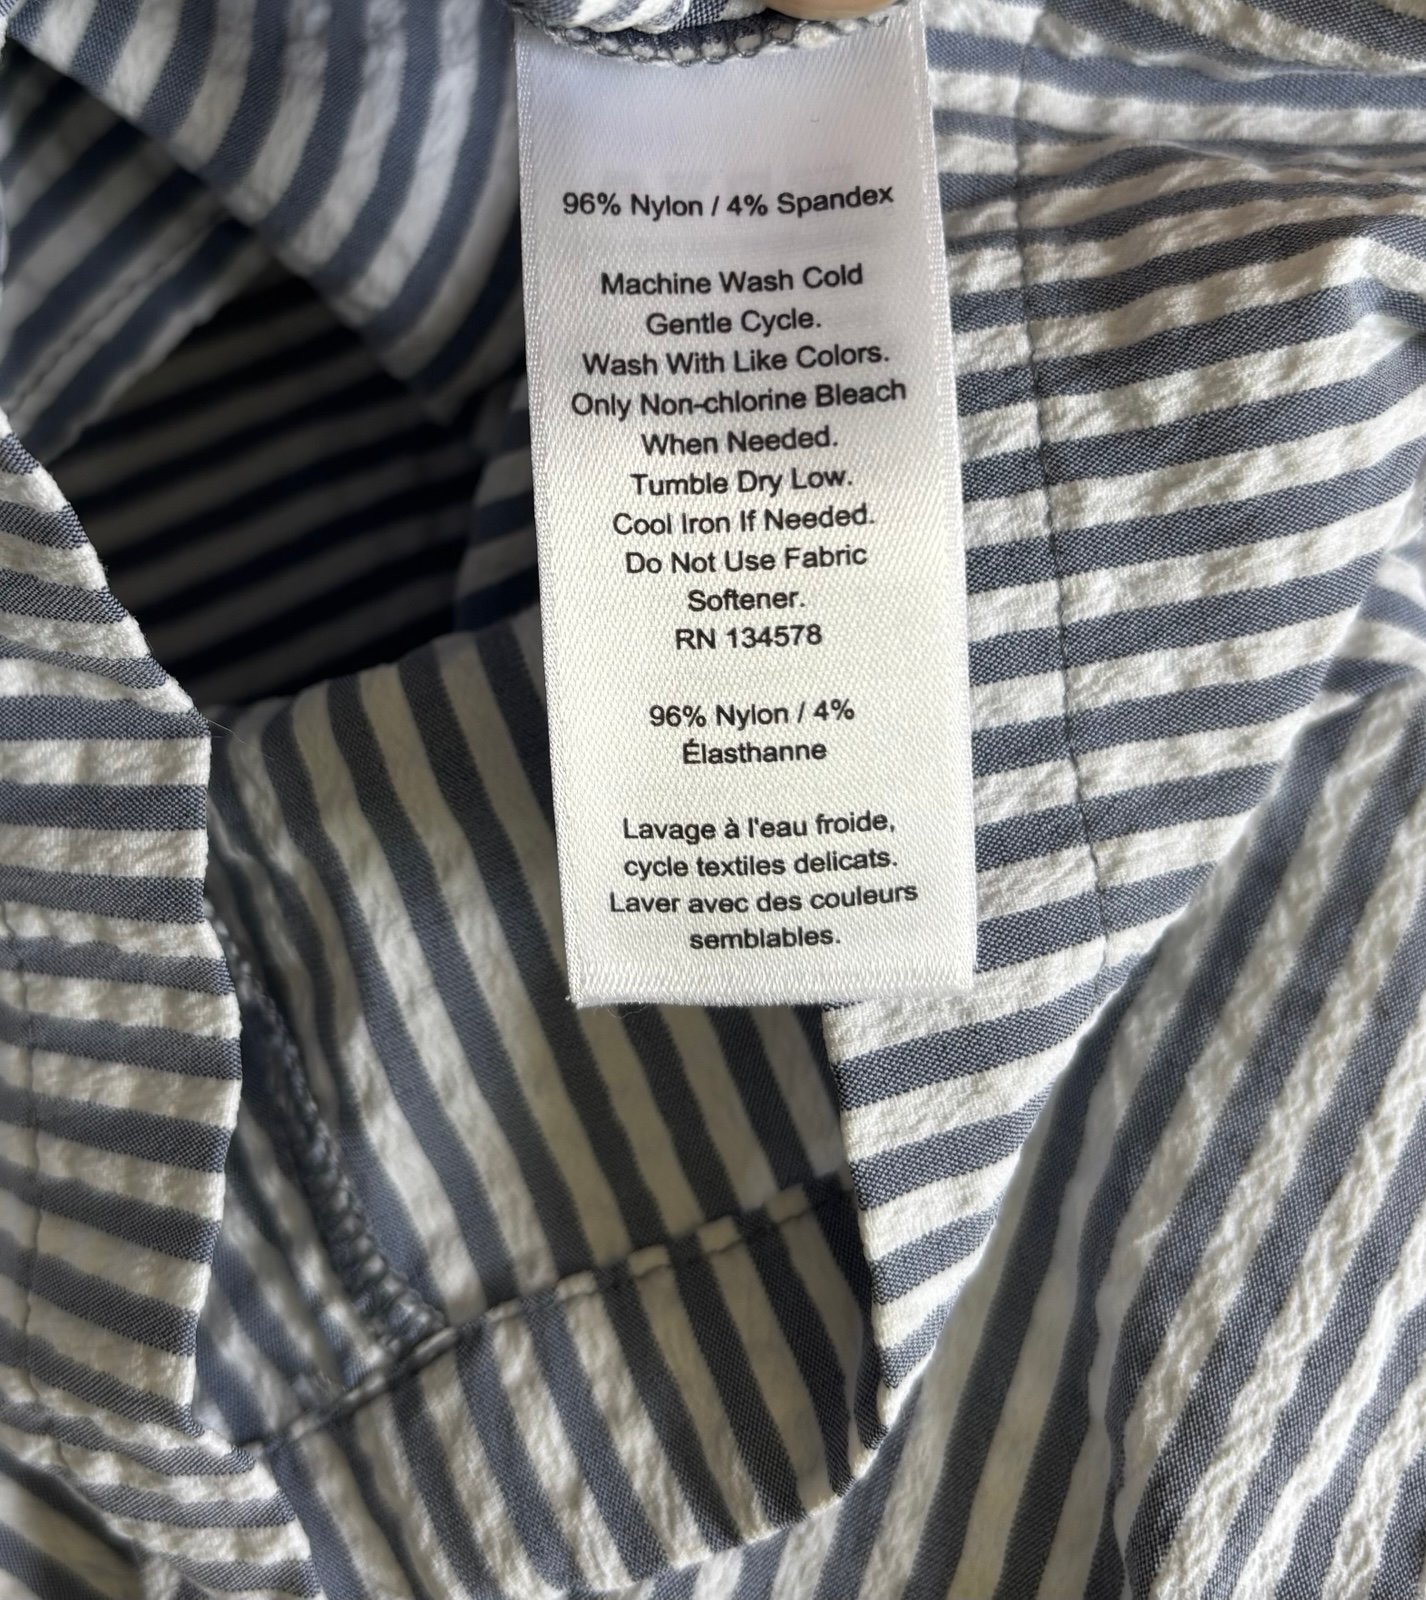 96% Nylon / 4% Spandex
Machine Wash Cold
Gentle Cycle.
Wash With Like Colors.
Only Non-chlorine Bleach
When Needed.
Tumble Dry Low.
Cool Iron If Needed.
Do Not Use Fabric
Softener.
RN 134578
96% Nylon / 4%
Élasthanne
Lavage à l'eau froide,
cycle textiles delicats.
Laver avec des couleurs
semblables.